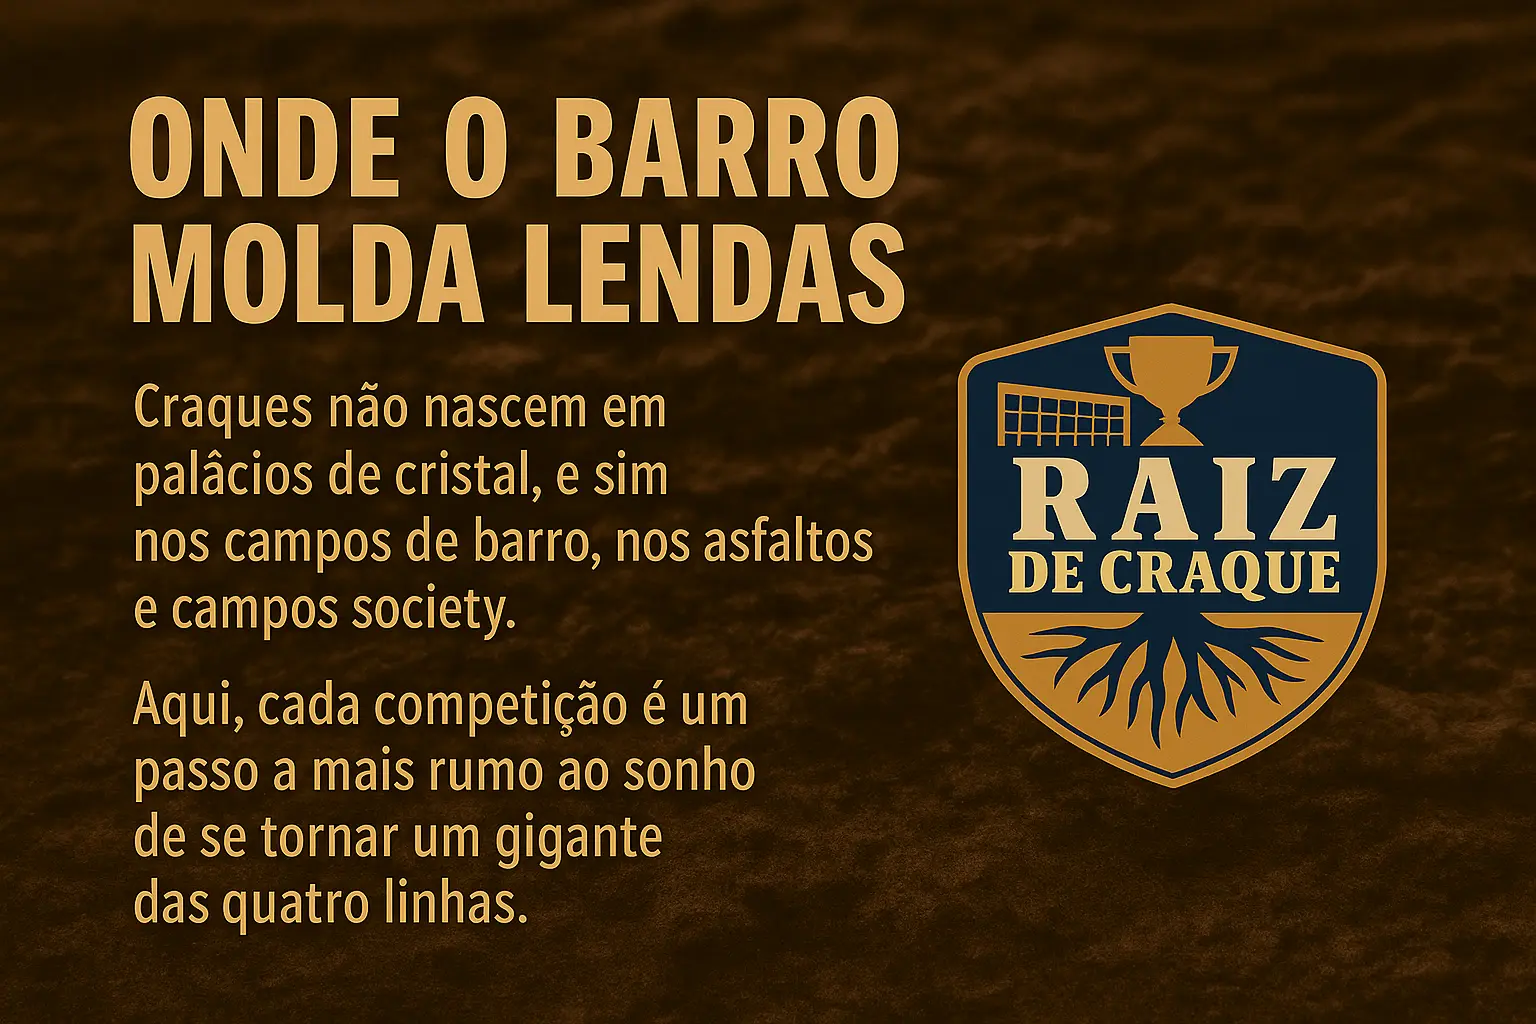 ONDE O BARRO
MOLDA LENDAS
Craques não nascem em
palâcios de cristal, e sim
nos campos de barro, nos asfaltos
e campos society.
Aqui, cada competição é um
passo a mais rumo ao sonho
de se tornar um gigante
das quatro linhas.
RAIZ
DE CRAQUE